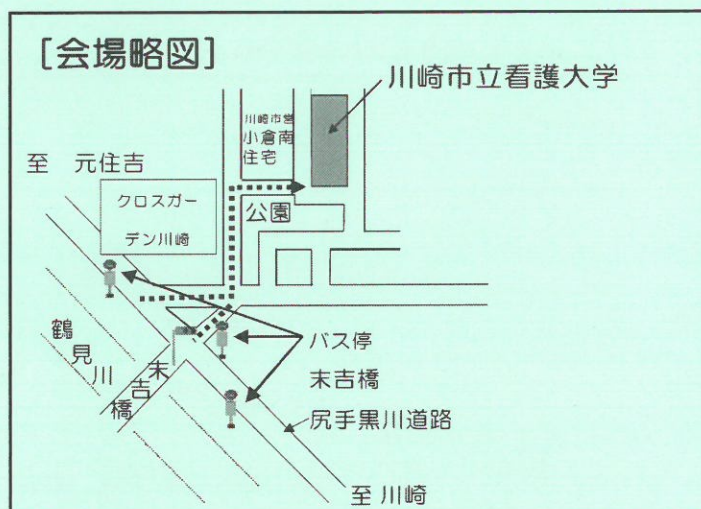 [会場略図]
川崎市立看護大学
川崎市営
小倉南
住宅
至 元住吉
クロスガー
デン川崎
公園
鶴見川
末吉橋
バス停
末吉橋
尻手黒川道路
至 川崎